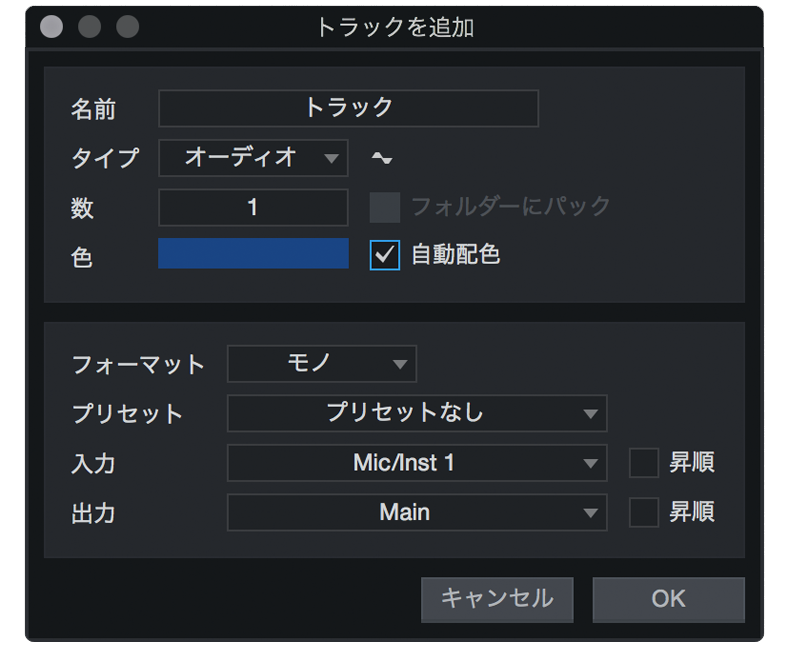 トラックを追加
名前 トラック
タイプ オーディオ
数 1 フォルダーにパック
色 自動配色
フォーマット モノ
プリセット プリセットなし
入力 Mic/Inst 1 昇順
出力 Main 昇順
キャンセル OK